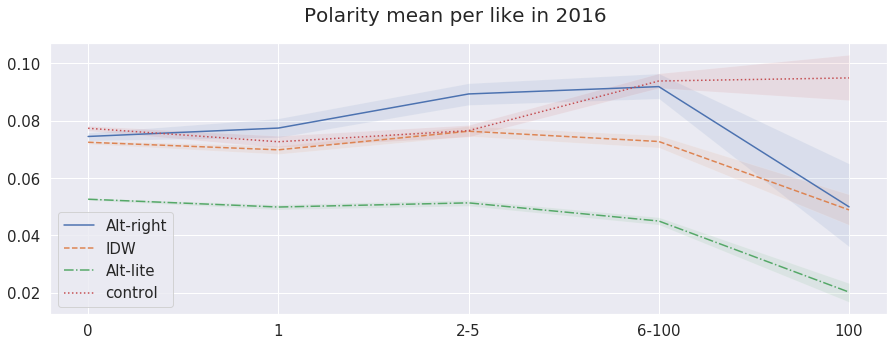 Polarity mean per like in 2016
0.10
0.08
0.06
0.04
0.02
Alt-right
IDW
Alt-lite
control
0 1 2-5 6-100 100